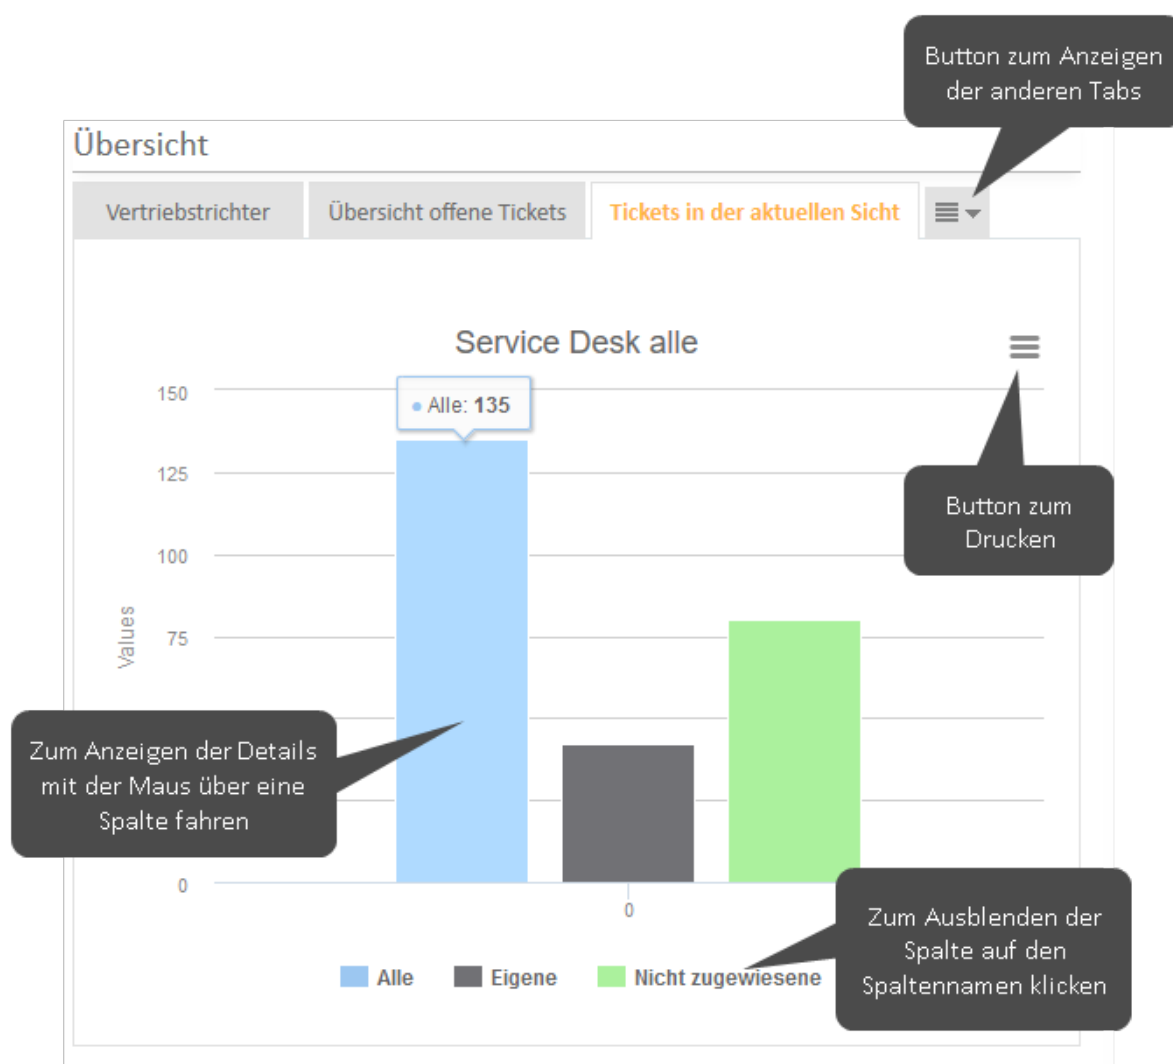 Button zum Anzeigen
der anderen Tabs
Übersicht
Vertriebstrichter
Übersicht offene Tickets
Tickets in der aktuellen Sicht
Service Desk alle
150
Alle: 135
125
Button zum
Drucken
100
Values
75
Zum Anzeigen der Details
mit der Maus über eine
Spalte fahren
0
0
Zum Ausblenden der
Spalte auf den
Spaltennamen klicken
Alle
Eigene
Nicht zugewiesene